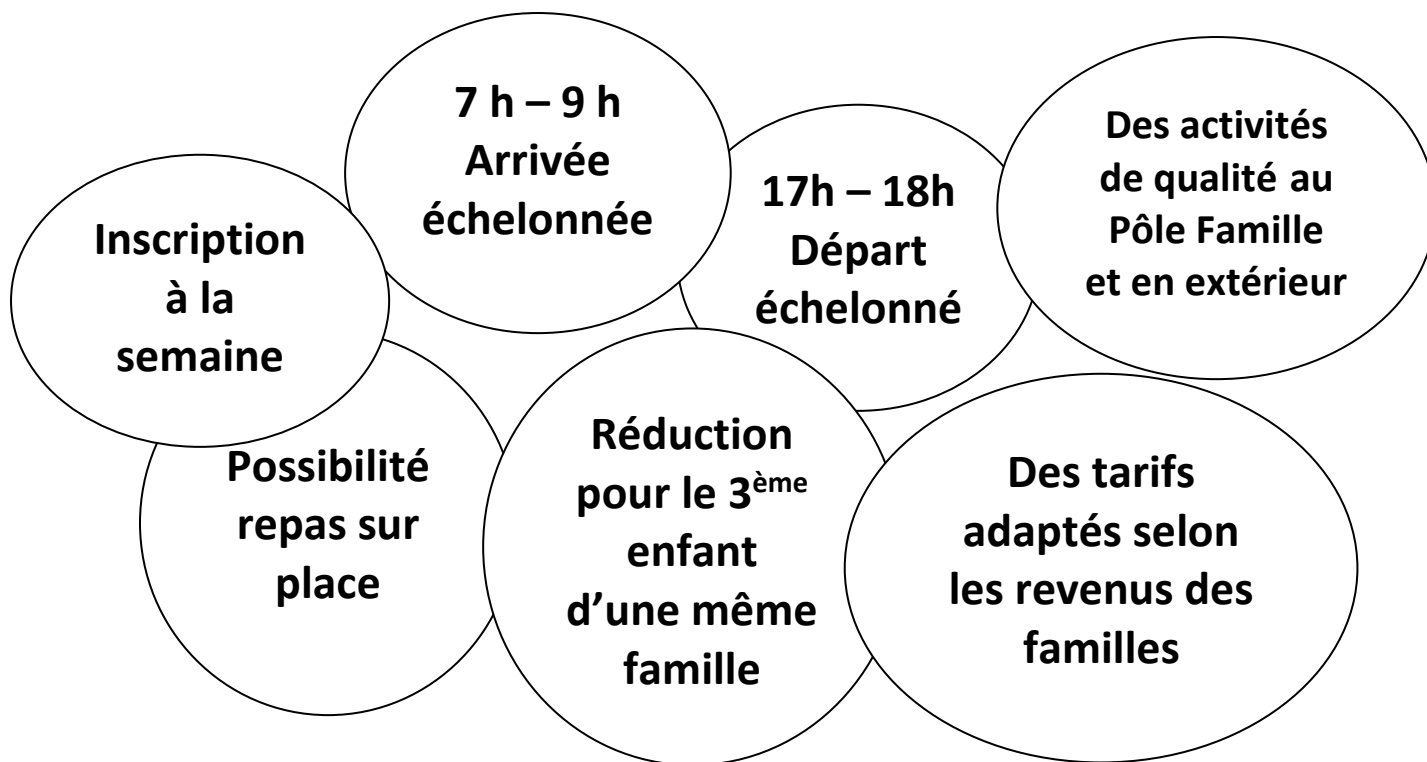 7 h – 9 h
Arrivée
échelonnée
17h – 18h
Départ
échelonné
Des activités
de qualité au
Pôle Famille
et en extérieur
Inscription
à la
semaine
Possibilité
repas sur
place
Réduction
pour le 3ème
enfant
d’une même
famille
Des tarifs
adaptés selon
les revenus des
familles